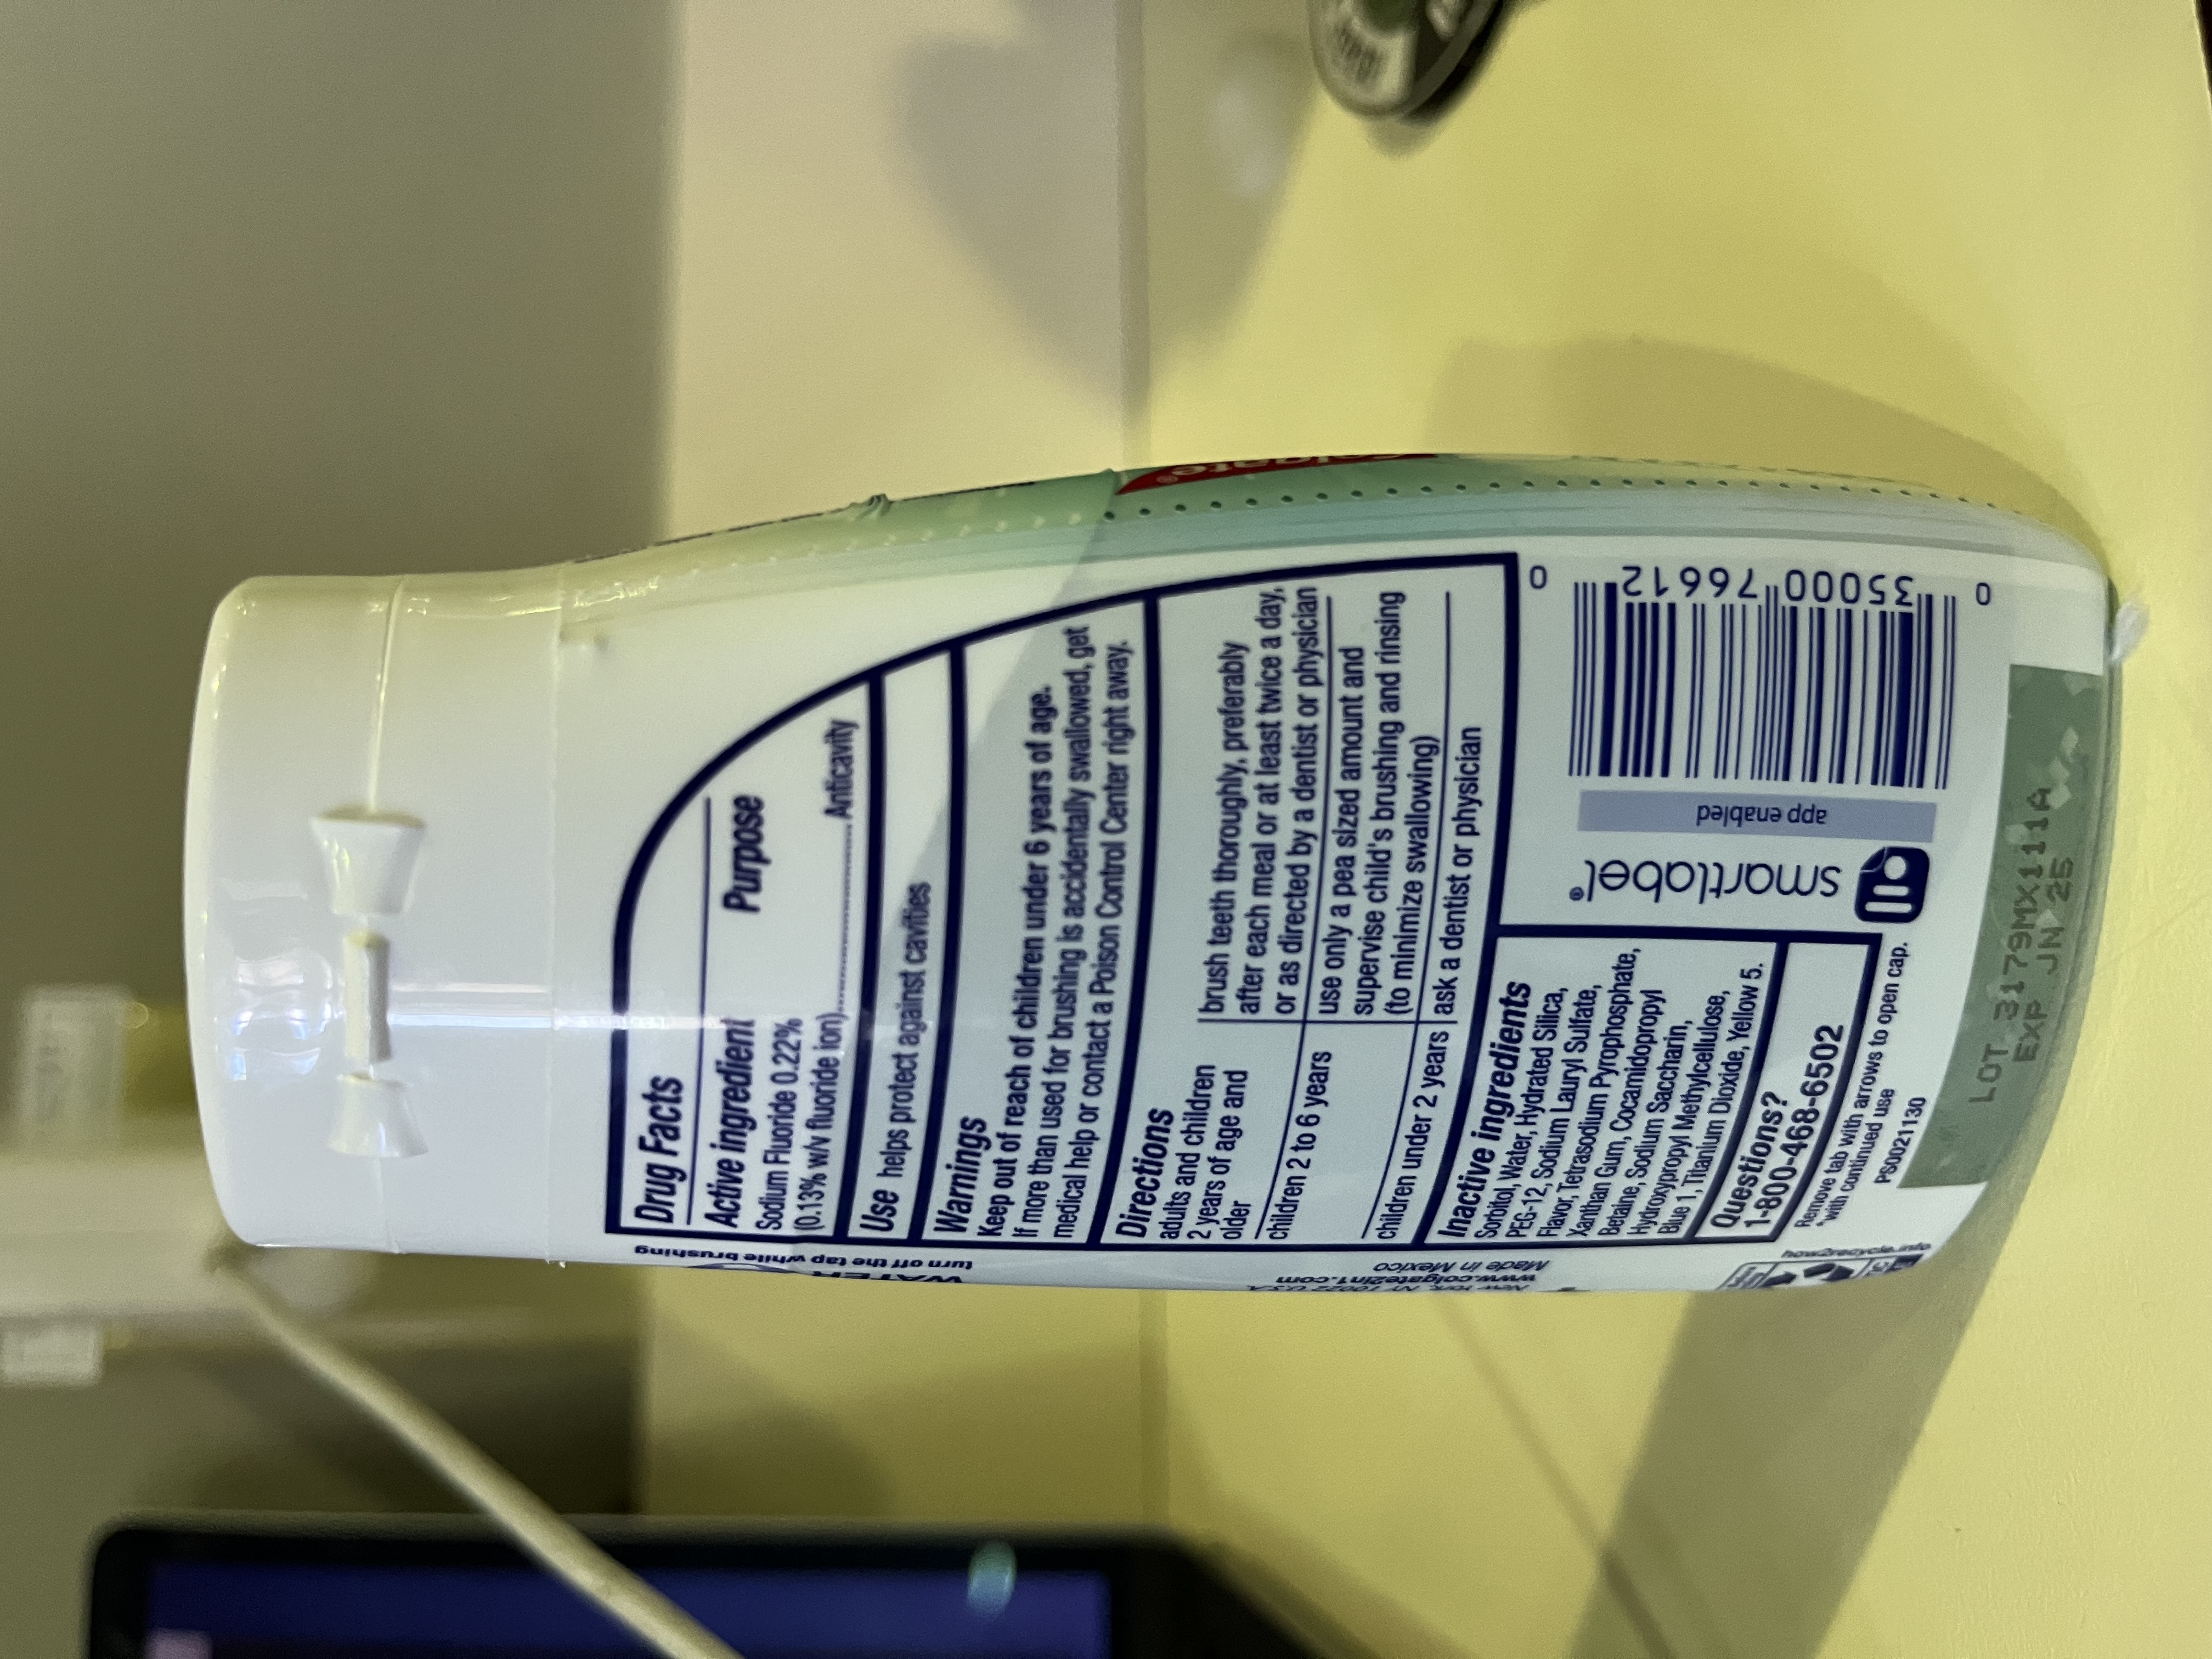 Drug Facts
Active ingredient Purpose
Sodium Fluoride 0.22%
(0.13% w/v fluoride ion)............................ Anticavity
Use helps protect against cavities
Warnings
Keep out of reach of children under 6 years of age.
If more than used for brushing is accidentally swallowed, get
medical help or contact a Poison Control Center right away.
Directions
adults and children
2 years of age and
older
brush teeth thoroughly, preferably
after each meal or at least twice a day,
or as directed by a dentist or physician
children 2 to 6 years
use only a pea sized amount and
supervise child's brushing and rinsing
(to minimize swallowing)
children under 2 years
ask a dentist or physician
Inactive ingredients
Sorbitol, Water, Hydrated Silica,
PEG-12, Sodium Lauryl Sulfate,
Flavor, Tetrasodium Pyrophosphate,
Xanthan Gum, Cocamidopropyl
Betaine, Sodium Saccharin,
Hydroxypropyl Methylcellulose,
Blue 1, Titanium Dioxide, Yellow 5.
Questions?
1-800-468-6502
Remove tab with arrows to open cap.
*with continued use
PS0021130
smartlabel®
app enabled
0 35000 76612 0
LOT 3179MX111A
EXP JN 25
WATER
turn off the tap while brushing
New York, NY 10022 U.S.A.
www.colgate2in1.com
Made in Mexico
how2recycle.info